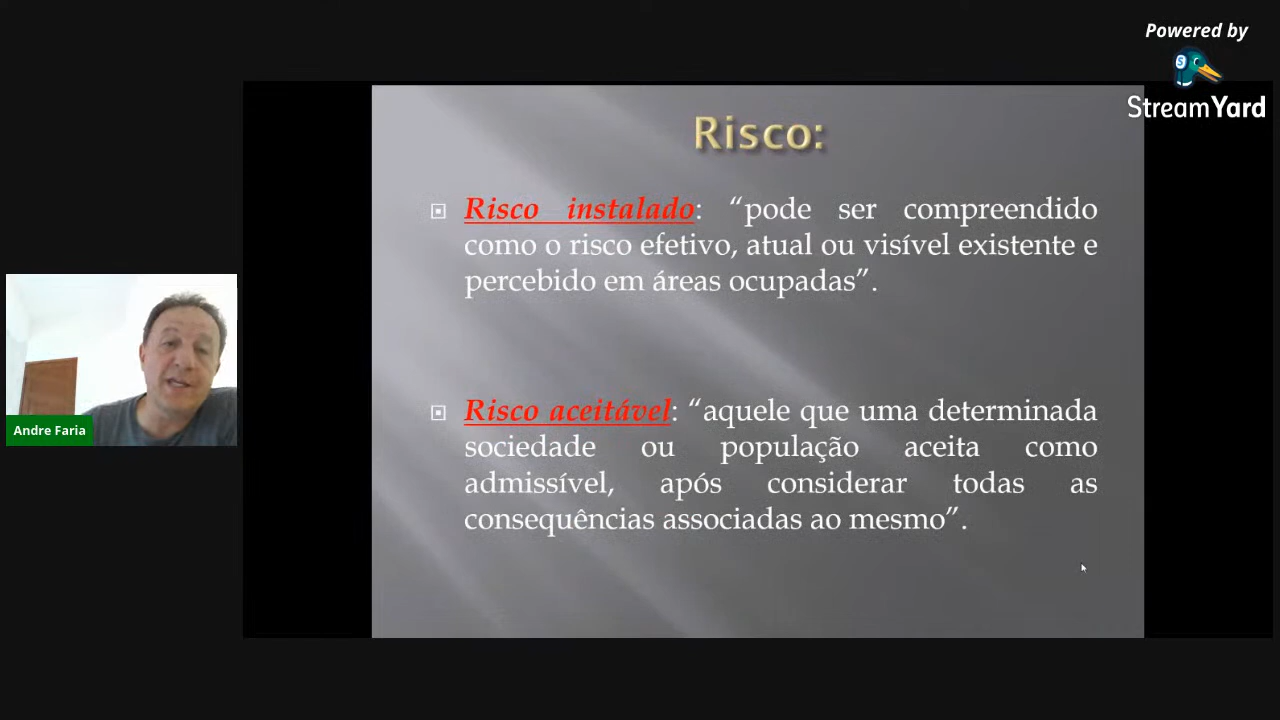 Powered by
StreamYard
Risco:
Risco instalado: “pode ser compreendido
como o risco efetivo, atual ou visível existente e
percebido em áreas ocupadas”.
Risco aceitável: “aquele que uma determinada
sociedade ou população aceita como
admissível, após considerar todas as
consequências associadas ao mesmo”.
Andre Faria